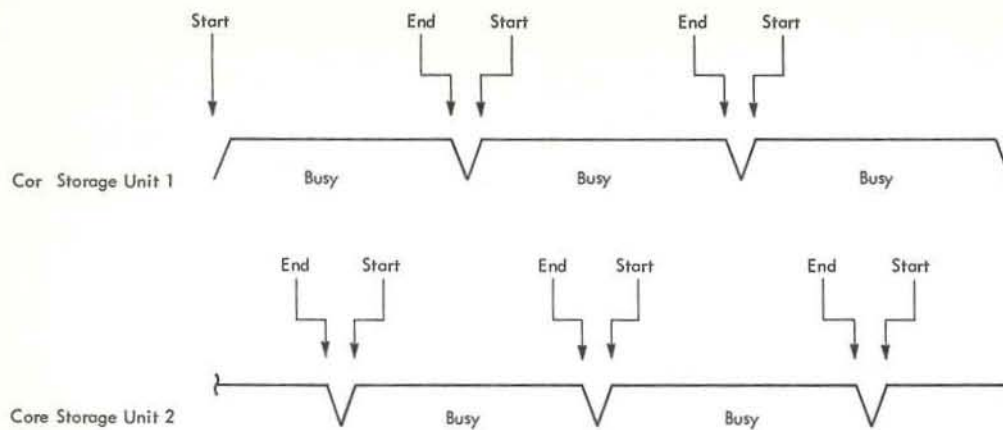 Start End Start End Start
Cor Storage Unit 1 Busy Busy Busy
End Start End Start End Start
Core Storage Unit 2 Busy Busy